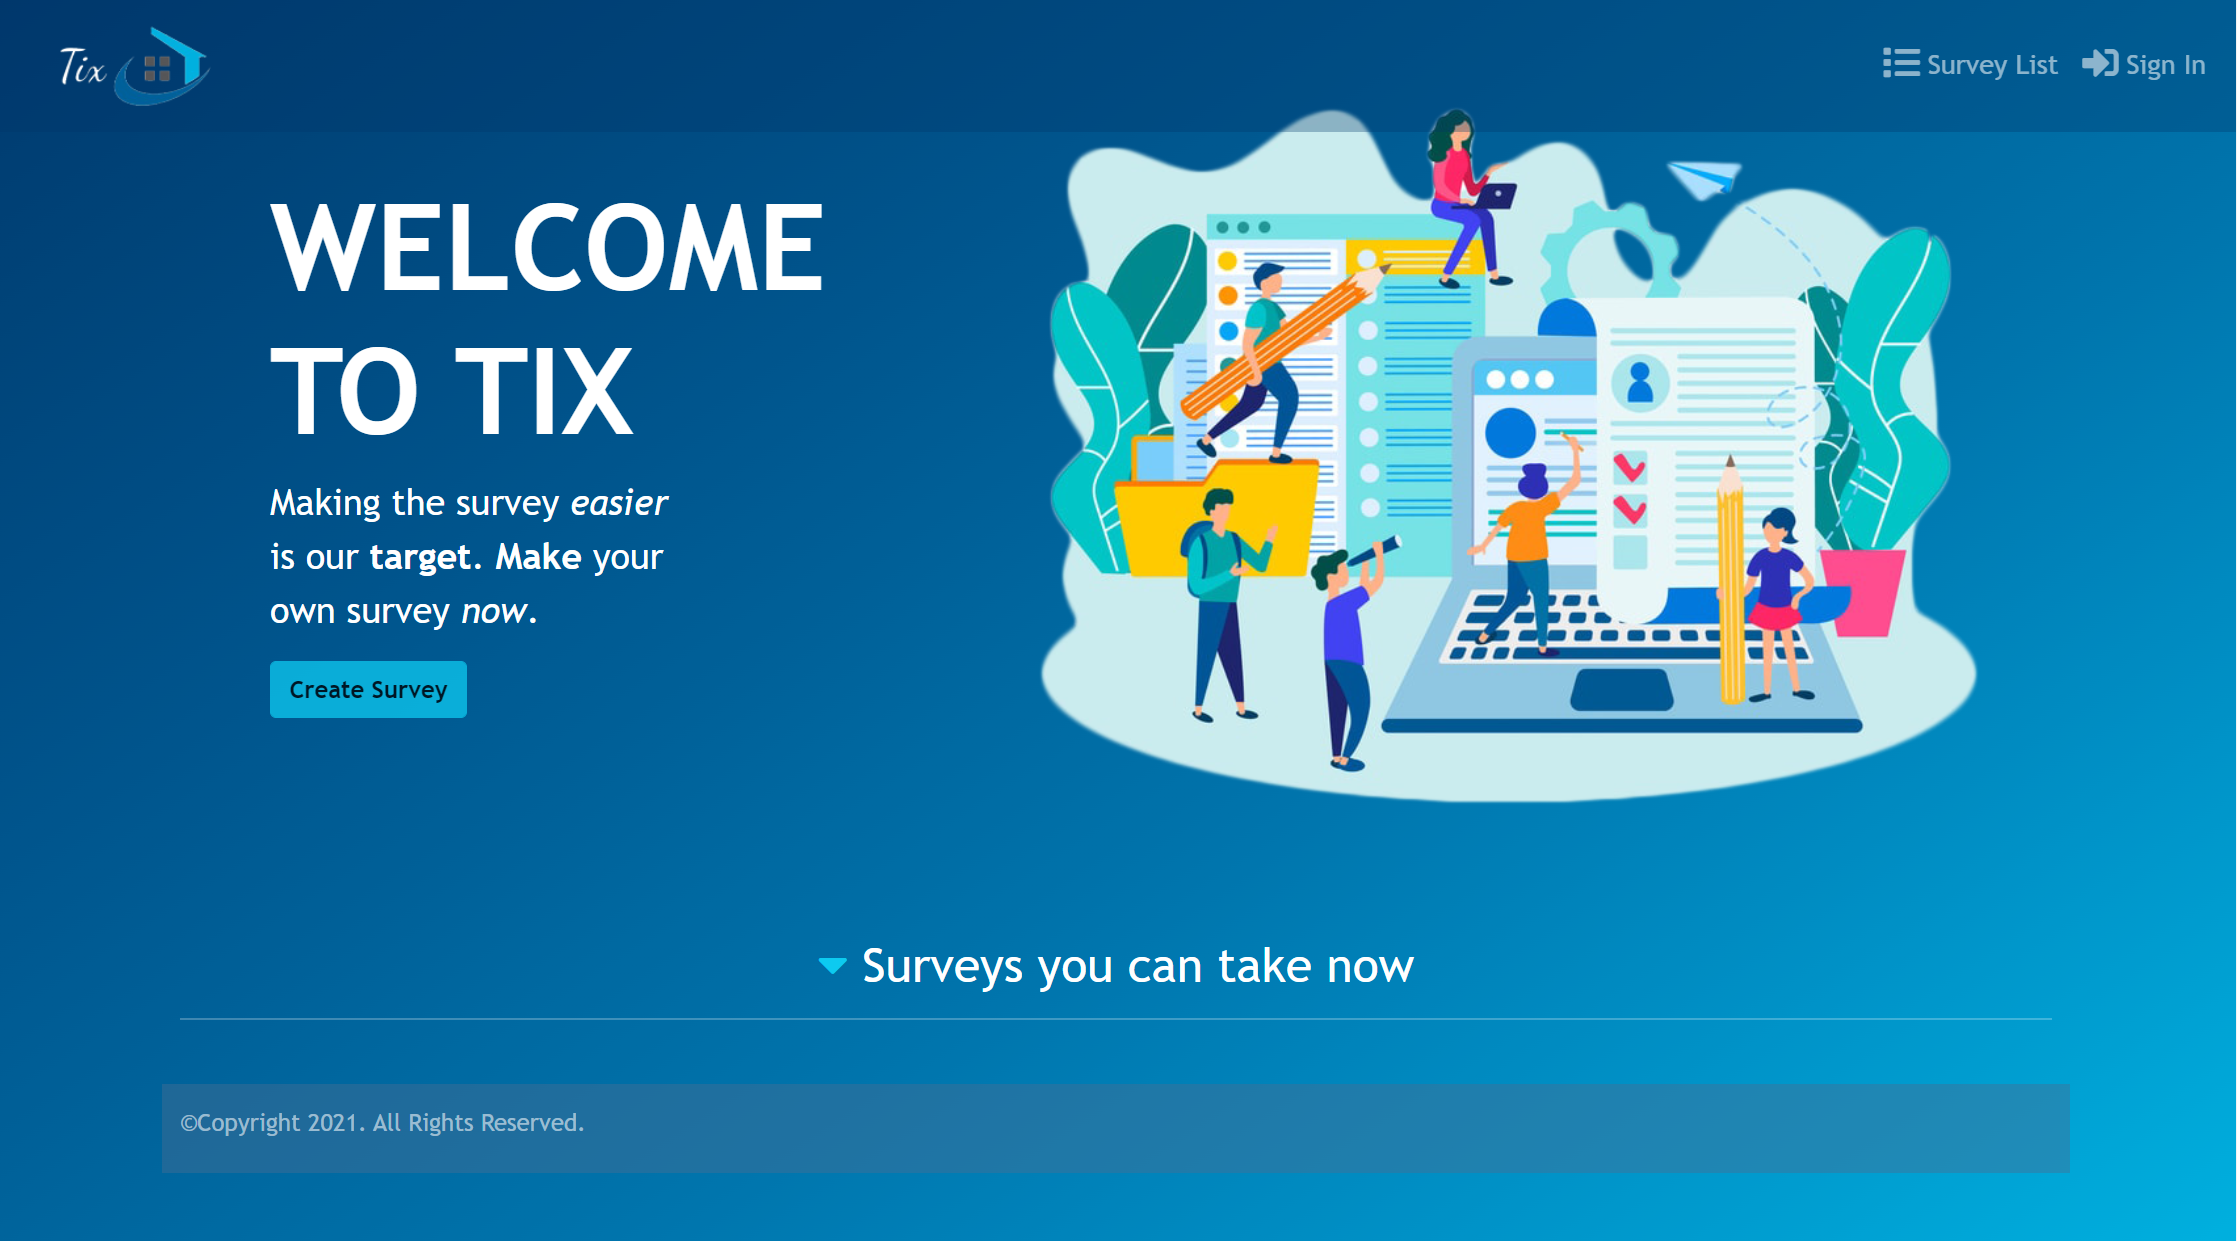 Tix
Survey List
Sign In
WELCOME
TO TIX
Making the survey easier
is our target. Make your
own survey now.
Create Survey
Surveys you can take now
©Copyright 2021. All Rights Reserved.